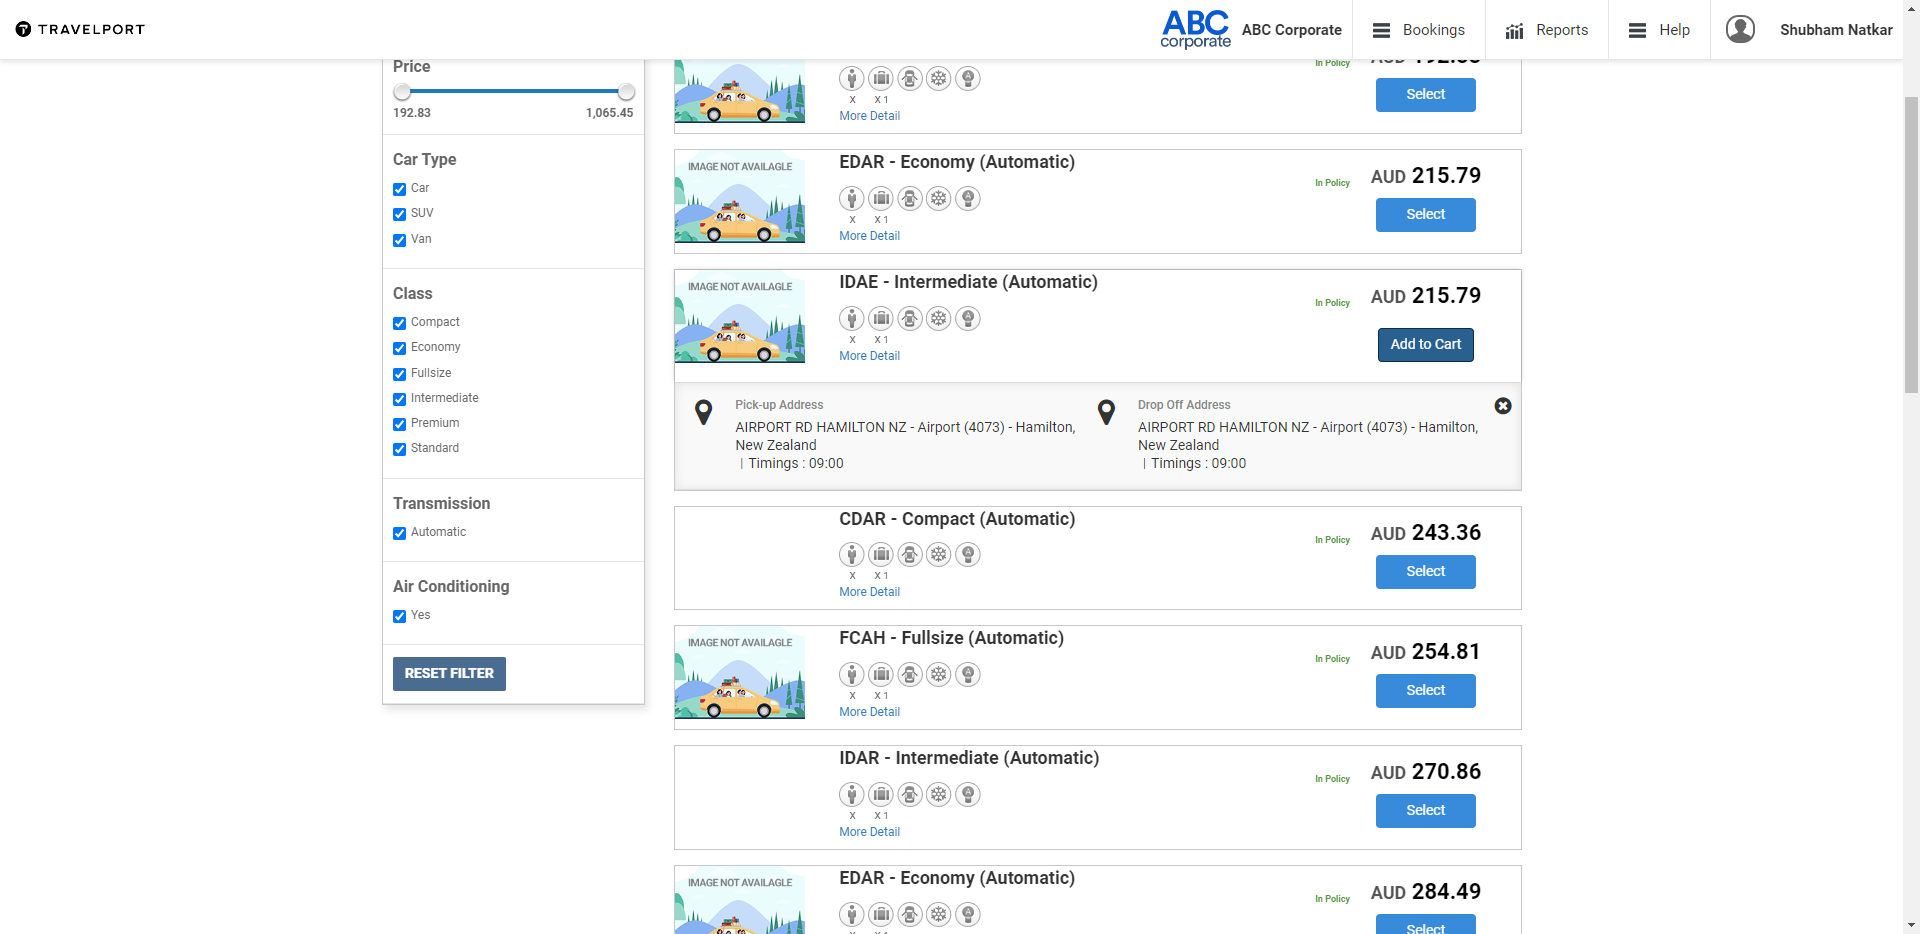 TRAVELPORT
ABC
corporate
ABC Corporate
Bookings
Reports
Help
Shubham Natkar
Price
192.83
1,065.45
Car Type
Car
SUV
Van
Class
Compact
Economy
Fullsize
Intermediate
Premium
Standard
Transmission
Automatic
Air Conditioning
Yes
RESET FILTER
X X 1
More Detail
In Policy
AUD
Select
IMAGE NOT AVAILAGLE
EDAR - Economy (Automatic)
X X 1
More Detail
In Policy
AUD 215.79
Select
IMAGE NOT AVAILAGLE
IDAE - Intermediate (Automatic)
X X 1
More Detail
In Policy
AUD 215.79
Add to Cart
Pick-up Address
AIRPORT RD HAMILTON NZ - Airport (4073) - Hamilton,
New Zealand
| Timings : 09:00
Drop Off Address
AIRPORT RD HAMILTON NZ - Airport (4073) - Hamilton,
New Zealand
| Timings : 09:00
CDAR - Compact (Automatic)
X X 1
More Detail
In Policy
AUD 243.36
Select
IMAGE NOT AVAILAGLE
FCAH - Fullsize (Automatic)
X X 1
More Detail
In Policy
AUD 254.81
Select
IDAR - Intermediate (Automatic)
X X 1
More Detail
In Policy
AUD 270.86
Select
IMAGE NOT AVAILAGLE
EDAR - Economy (Automatic)
In Policy
AUD 284.49
Select